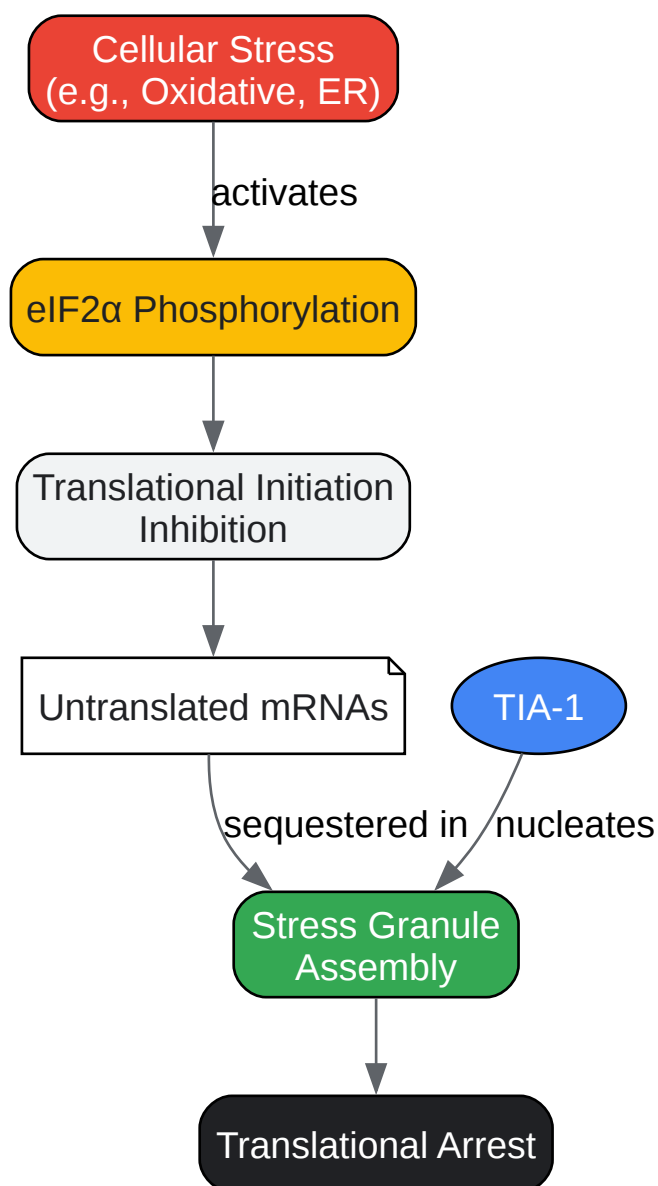 Cellular Stress
(e.g., Oxidative, ER)
activates
eIF2α Phosphorylation
Translational Initiation
Inhibition
Untranslated mRNAs
TIA-1
sequestered in
nucleates
Stress Granule
Assembly
Translational Arrest